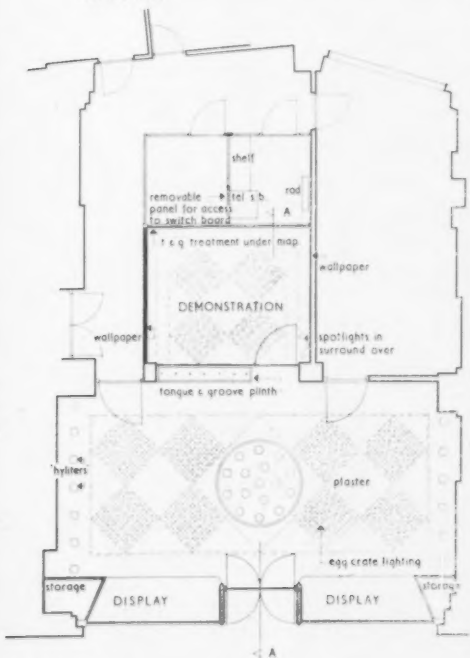 shelf
removable
panel for access
to switch board
tel s b
rad
A
t & g treatment under map
wallpaper
DEMONSTRATION
wallpaper
spotlights in
surround over
tongue & groove plinth
hyliters
plaster
egg crate lighting
storage
DISPLAY
DISPLAY
storage
A